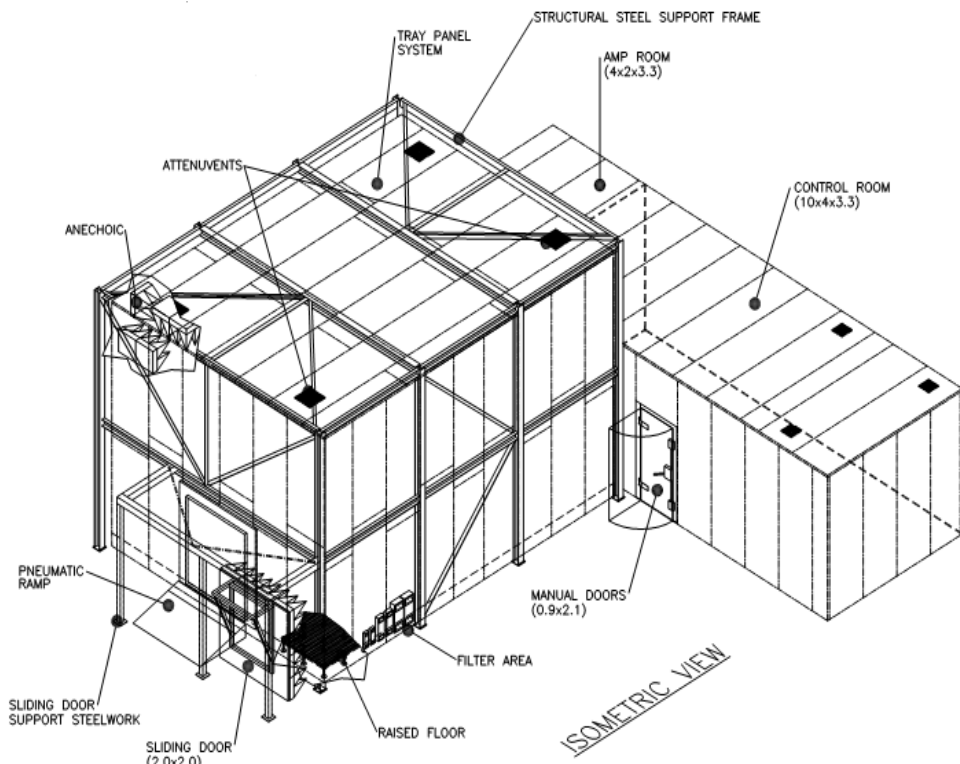 STRUCTURAL STEEL SUPPORT FRAME
TRAY PANEL
SYSTEM
AMP ROOM
(4x2x3.3)
ATTENUVENTS
CONTROL ROOM
(10x4x3.3)
ANECHOIC
PNEUMATIC
RAMP
MANUAL DOORS
(0.9x2.1)
FILTER AREA
SLIDING DOOR
SUPPORT STEELWORK
RAISED FLOOR
SLIDING DOOR
(2.0x2.0)
ISOMETRIC VIEW